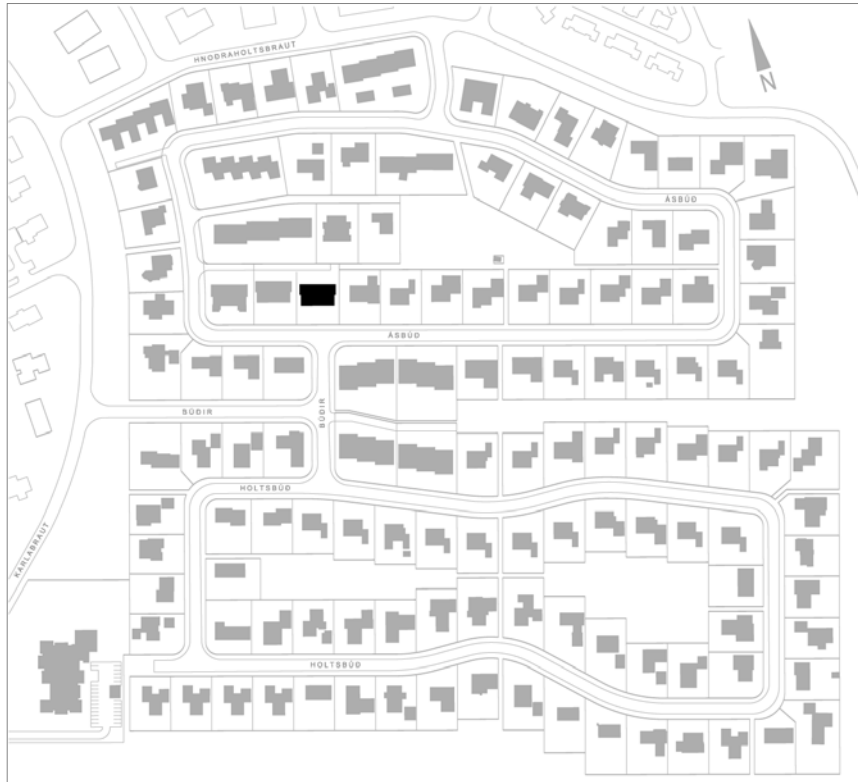 HNOÐRAHOLTSBRAUT
N
ÁSBÚÐ
ÁSBÚÐ
BÚÐIR
BÚÐIR
HOLTSBÚÐ
KARLABRAUT
HOLTSBÚÐ